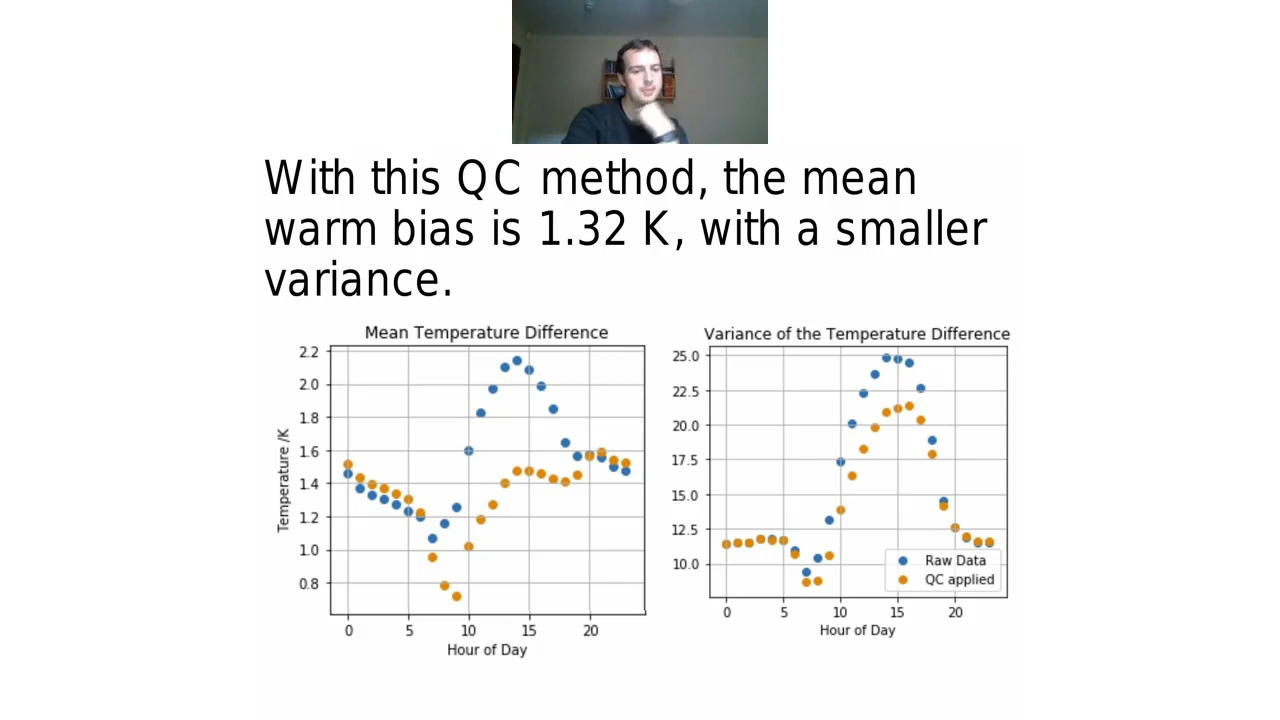 With this QC method, the mean
warm bias is 1.32 K, with a smaller
variance.
Mean Temperature Difference
2.2
2.0
1.8
1.6
1.4
1.2
1.0
0.8
Temperature /K
0 5 10 15 20
Hour of Day
Variance of the Temperature Difference
25.0
22.5
20.0
17.5
15.0
12.5
10.0
Raw Data
QC applied
0 5 10 15 20
Hour of Day